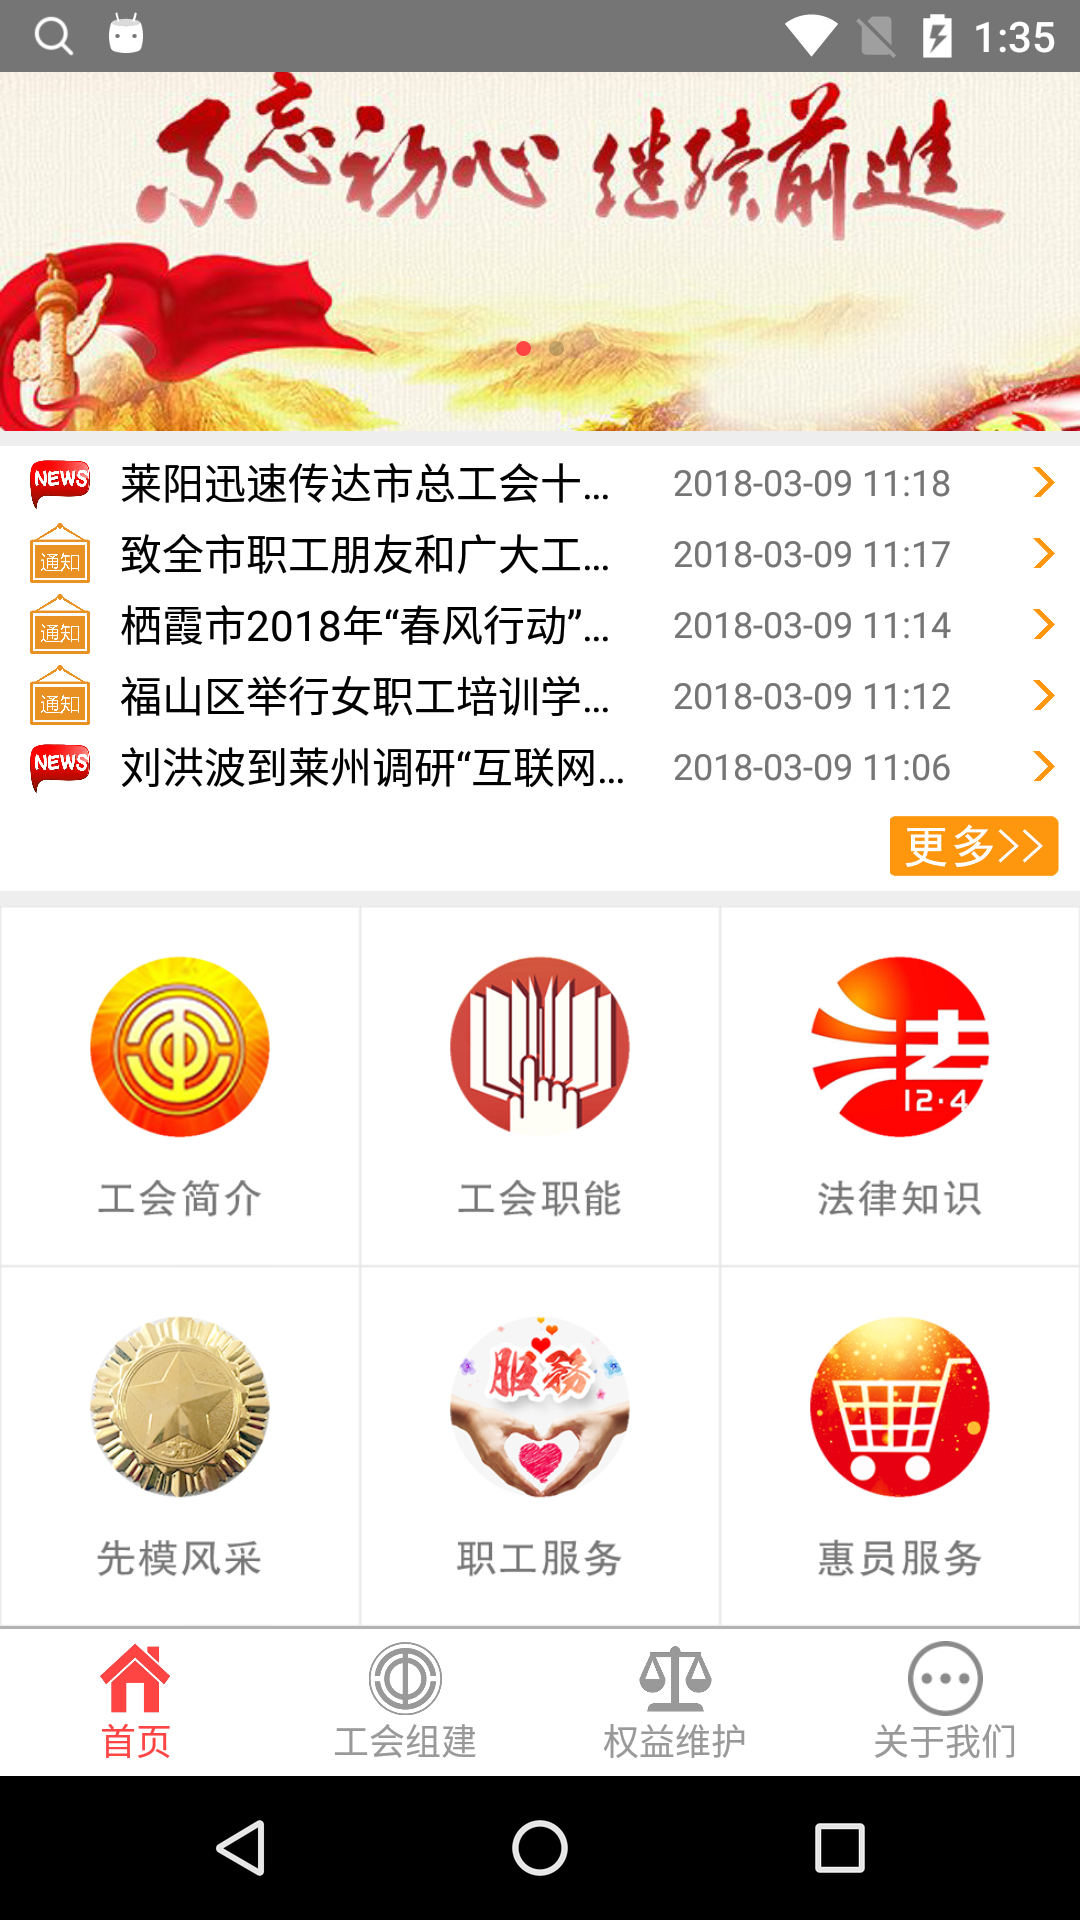 1:35
不忘初心 继续前进
NEWS 莱阳迅速传达市总工会十... 2018-03-09 11:18
通知 致全市职工朋友和广大工... 2018-03-09 11:17
通知 栖霞市2018年“春风行动”... 2018-03-09 11:14
通知 福山区举行女职工培训学... 2018-03-09 11:12
NEWS 刘洪波到莱州调研“互联网... 2018-03-09 11:06
更多>>
法
12·4
工会简介 工会职能 法律知识
服務
先模风采 职工服务 惠员服务
首页 工会组建 权益维护 关于我们